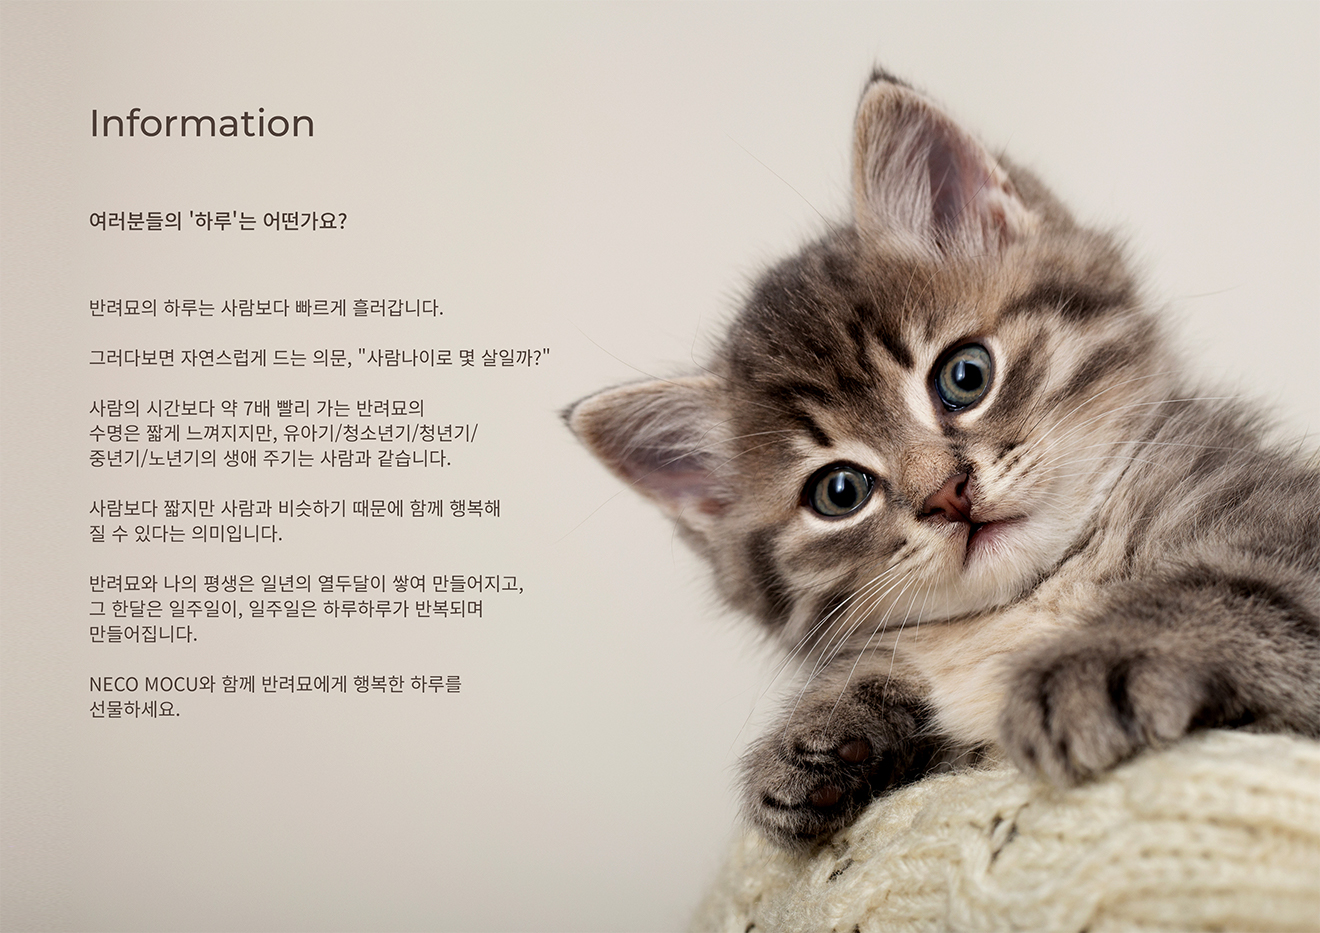 Information
여러분들의 '하루'는 어떤가요?
반려묘의 하루는 사람보다 빠르게 흘러갑니다.
그러다보면 자연스럽게 드는 의문, "사람나이로 몇 살일까?"
사람의 시간보다 약 7배 빨리 가는 반려묘의
수명은 짧게 느껴지지만, 유아기/청소년기/청년기/
중년기/노년기의 생애 주기는 사람과 같습니다.
사람보다 짧지만 사람과 비슷하기 때문에 함께 행복해
질 수 있다는 의미입니다.
반려묘와 나의 평생은 일년의 열두달이 쌓여 만들어지고,
그 한달은 일주일이, 일주일은 하루하루가 반복되며
만들어집니다.
NECO MOCU와 함께 반려묘에게 행복한 하루를
선물하세요.